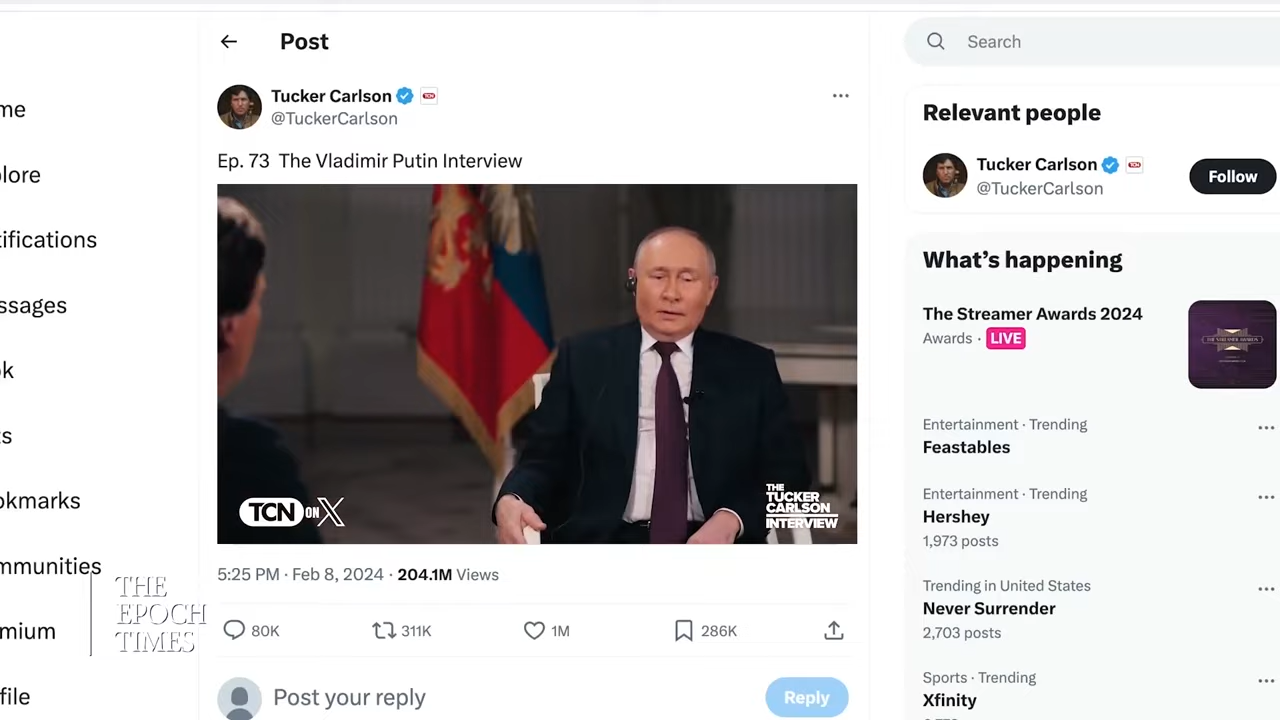 Post
Search
Tucker Carlson
@TuckerCarlson
Ep. 73 The Vladimir Putin Interview
TCN ON X
THE
TUCKER
CARLSON
INTERVIEW
5:25 PM · Feb 8, 2024 · 204.1M Views
80K 311K 1M 286K
Post your reply
Reply
me
lore
ifications
ssages
k
s
okmarks
mmunities
mium
file
THE
EPOCH
TIMES
Relevant people
Tucker Carlson
@TuckerCarlson
Follow
What's happening
The Streamer Awards 2024
Awards · LIVE
THE STREAMER AWARDS
Entertainment · Trending
Feastables
Entertainment · Trending
Hershey
1,973 posts
Trending in United States
Never Surrender
2,703 posts
Sports · Trending
Xfinity